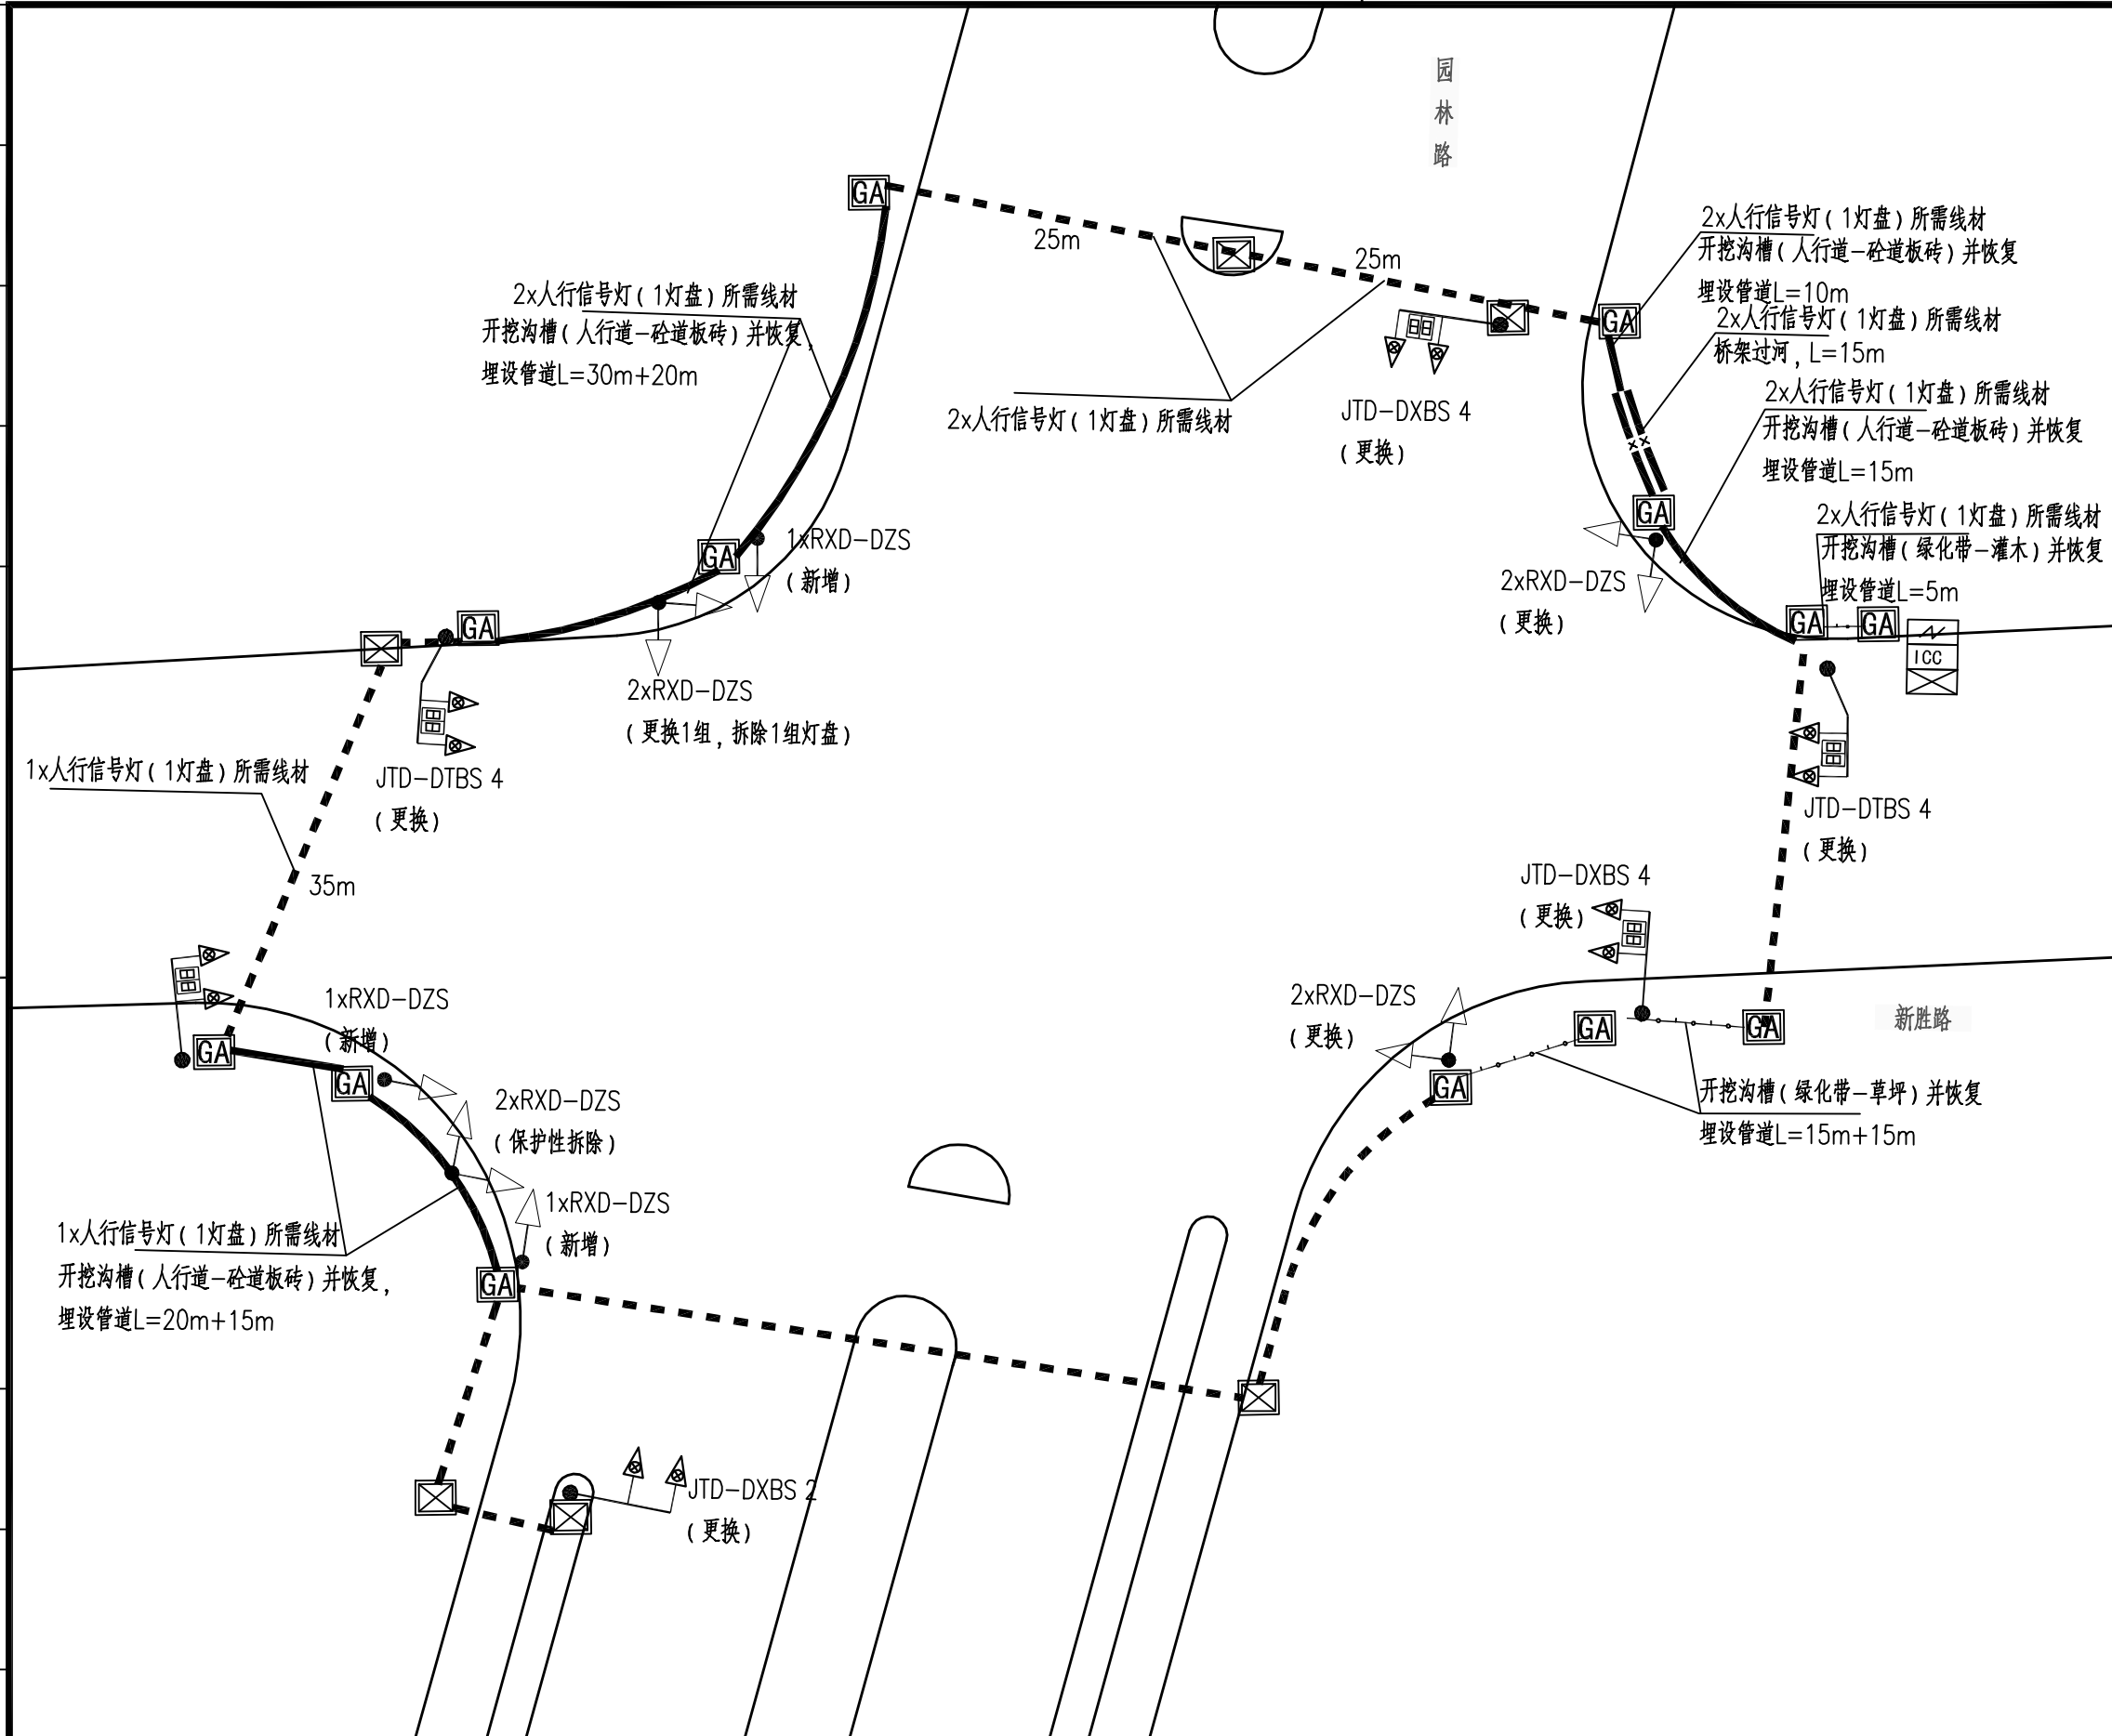 园
林
路
GA
25m
25m
2x人行信号灯(1灯盘)所需线材
开挖沟槽(人行道-砼道板砖)并恢复
埋设管道L=10m
GA
2x人行信号灯(1灯盘)所需线材
桥架过河, L=15m
2x人行信号灯(1灯盘)所需线材
开挖沟槽(人行道-砼道板砖)并恢复,
埋设管道L=30m+20m
2x人行信号灯(1灯盘)所需线材
JTD-DXBS 4
(更换)
2x人行信号灯(1灯盘)所需线材
开挖沟槽(人行道-砼道板砖)并恢复
埋设管道L=15m
GA
2x人行信号灯(1灯盘)所需线材
开挖沟槽(绿化带-灌木)并恢复
埋设管道L=5m
GA
1xRXD-DZS
(新增)
2xRXD-DZS
(更换)
GA
GA
GA
ICC
2xRXD-DZS
(更换1组, 拆除1组灯盘)
1x人行信号灯(1灯盘)所需线材
JTD-DTBS 4
(更换)
JTD-DTBS 4
(更换)
35m
JTD-DXBS 4
(更换)
1xRXD-DZS
(新增)
2xRXD-DZS
(更换)
新胜路
GA
GA
GA
GA
GA
2xRXD-DZS
(保护性拆除)
开挖沟槽(绿化带-草坪)并恢复
埋设管道L=15m+15m
1xRXD-DZS
(新增)
1x人行信号灯(1灯盘)所需线材
开挖沟槽(人行道-砼道板砖)并恢复,
埋设管道L=20m+15m
GA
JTD-DXBS 2
(更换)